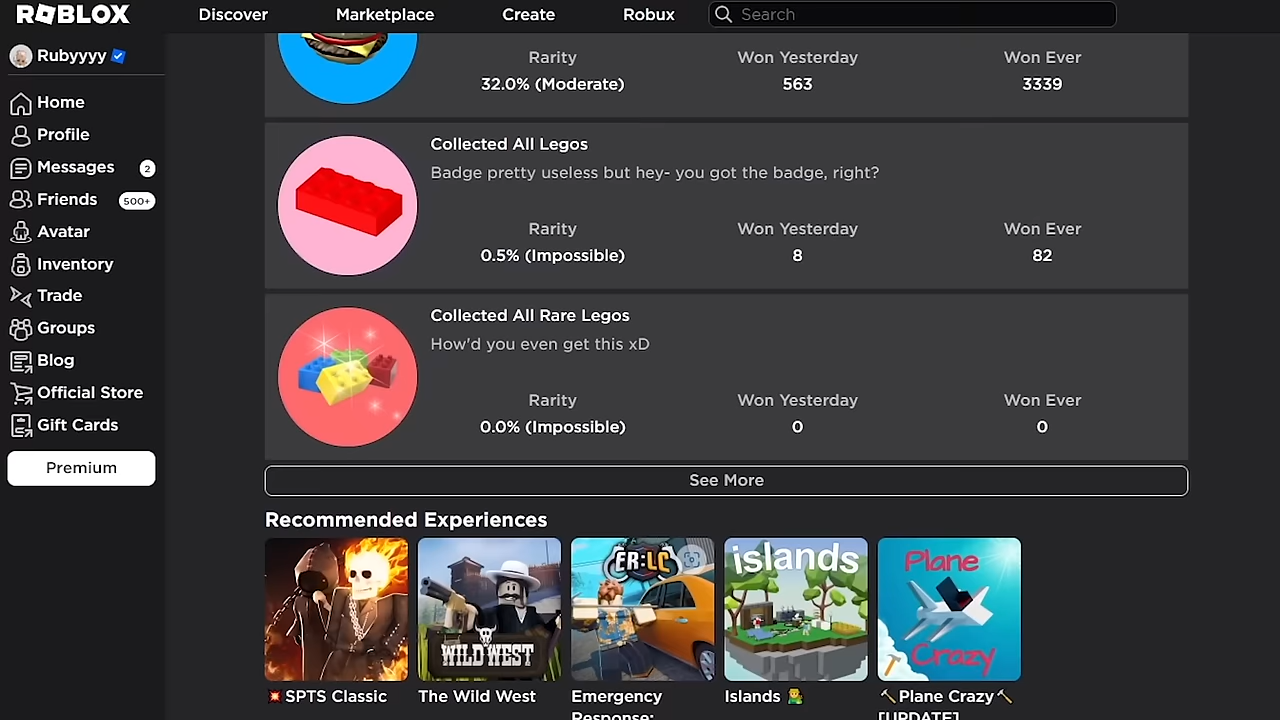 ROBLOX
Discover
Marketplace
Create
Robux
Search
Rubyyyy
Home
Profile
Messages 2
Friends 500+
Avatar
Inventory
Trade
Groups
Blog
Official Store
Gift Cards
Premium
Rarity
Won Yesterday
Won Ever
32.0% (Moderate)
563
3339
Collected All Legos
Badge pretty useless but hey- you got the badge, right?
Rarity
Won Yesterday
Won Ever
0.5% (Impossible)
8
82
Collected All Rare Legos
How'd you even get this xD
Rarity
Won Yesterday
Won Ever
0.0% (Impossible)
0
0
See More
Recommended Experiences
WILD WEST
ER:LC
islands
Plane
Crazy
💥SPTS Classic
The Wild West
Emergency
Response:
Islands 🧟‍♂️
🔨Plane Crazy🔨
[UPDATE]